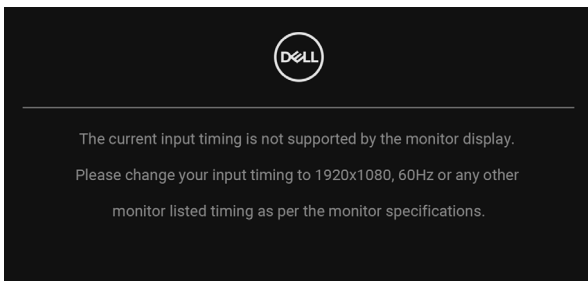 DELL
The current input timing is not supported by the monitor display.
Please change your input timing to 1920x1080, 60Hz or any other
monitor listed timing as per the monitor specifications.